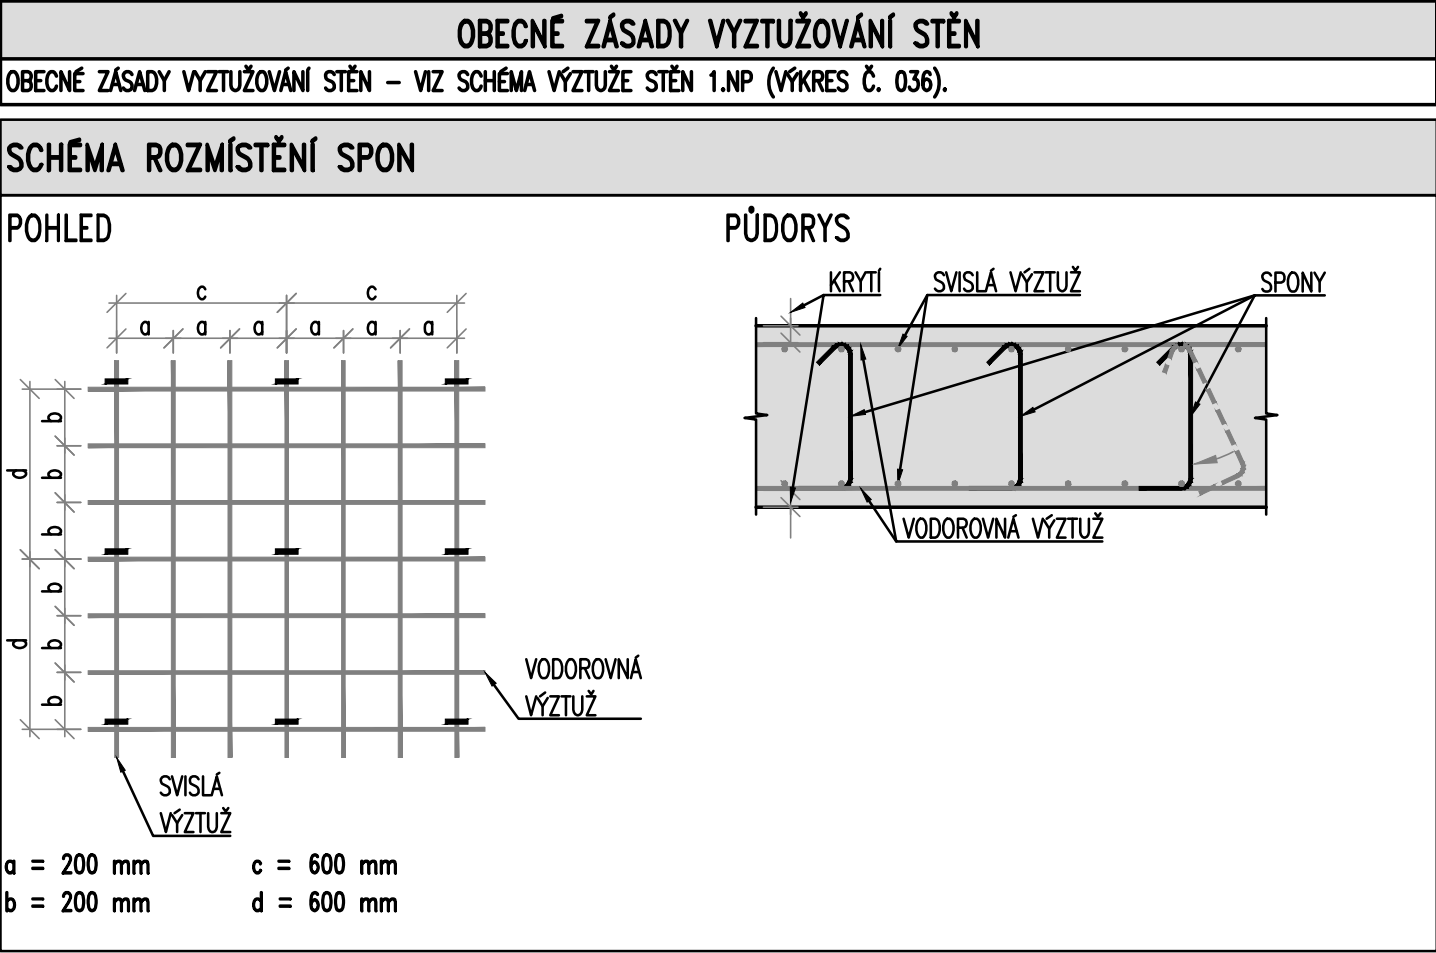 OBECNÉ ZÁSADY VYZTUŽOVÁNÍ STĚN
OBECNÉ ZÁSADY VYZTUŽOVÁNÍ STĚN – VIZ SCHÉMA VÝZTUŽE STĚN 1.NP (VÝKRES Č. 036).
SCHÉMA ROZMÍSTĚNÍ SPON
POHLED
c c
a a a a a a
b
b
b
b
b
b
d
d
VODOROVNÁ
VÝZTUŽ
SVISLÁ
VÝZTUŽ
a = 200 mm c = 600 mm
b = 200 mm d = 600 mm
PŮDORYS
KRYTÍ
SVISLÁ VÝZTUŽ
SPONY
VODOROVNÁ VÝZTUŽ